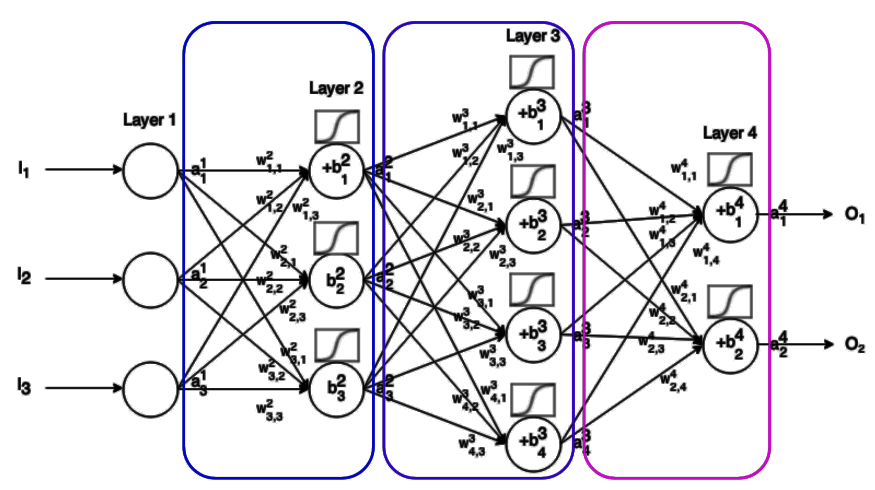 Layer 1
I1
I2
I3
a^1_1
a^1_2
a^1_3
w^2_{1,1}
w^2_{1,2}
w^2_{1,3}
w^2_{2,1}
w^2_{2,2}
w^2_{2,3}
w^2_{3,1}
w^2_{3,2}
w^2_{3,3}
Layer 2
+b^2_1
b^2_2
b^2_3
a^2_1
a^2_2
a^2_3
w^3_{1,1}
w^3_{1,2}
w^3_{1,3}
w^3_{2,1}
w^3_{2,2}
w^3_{2,3}
w^3_{3,1}
w^3_{3,2}
w^3_{3,3}
w^3_{4,1}
w^3_{4,2}
w^3_{4,3}
Layer 3
+b^3_1
+b^3_2
+b^3_3
+b^3_4
a^3_1
a^3_2
a^3_3
a^3_4
w^4_{1,1}
w^4_{1,2}
w^4_{1,3}
w^4_{1,4}
w^4_{2,1}
w^4_{2,2}
w^4_{2,3}
w^4_{2,4}
Layer 4
+b^4_1
+b^4_2
a^4_1
a^4_2
O1
O2